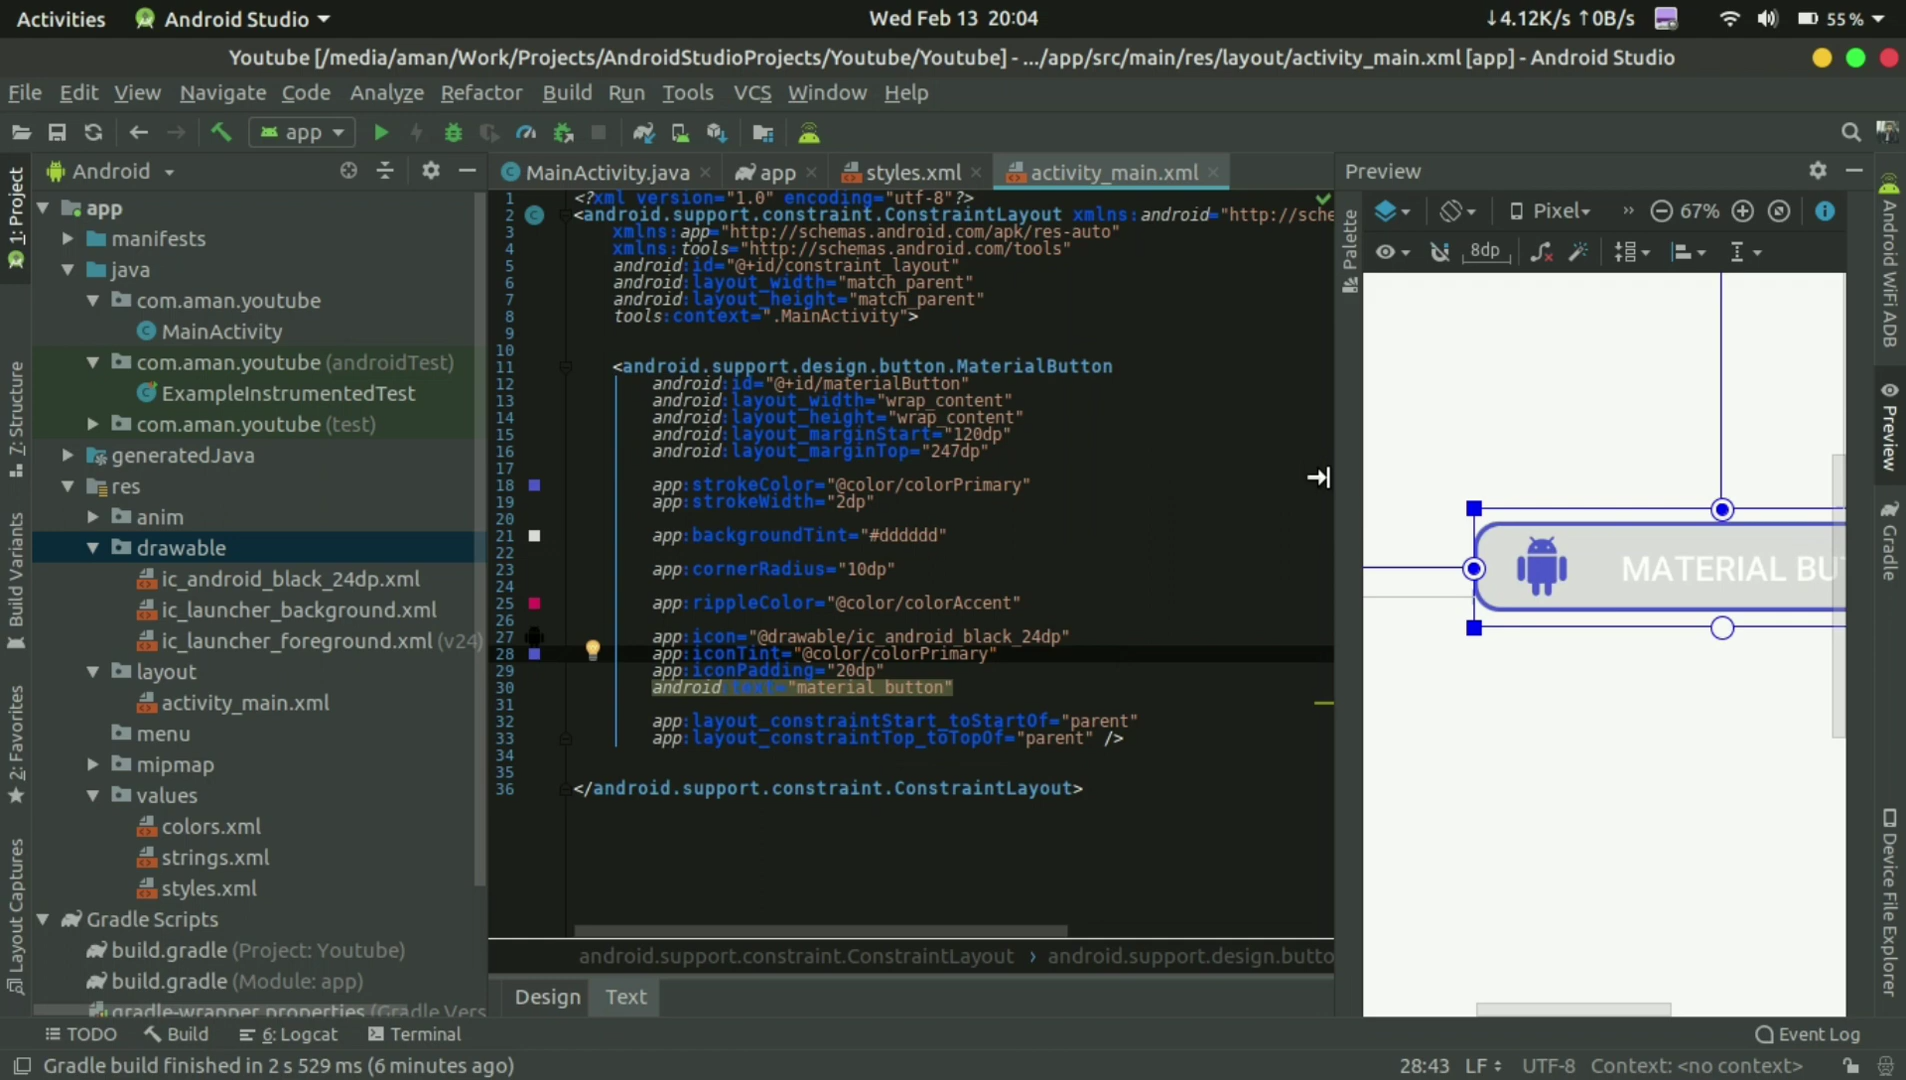 Activities Android Studio Wed Feb 13 20:04 ↓4.12K/s ↑0B/s 55 %
Youtube [/media/aman/Work/Projects/AndroidStudioProjects/Youtube/Youtube] - .../app/src/main/res/layout/activity_main.xml [app] - Android Studio
File Edit View Navigate Code Analyze Refactor Build Run Tools VCS Window Help
app
Android
MainActivity.java app styles.xml activity_main.xml
Preview
Pixel » 67%
8dp
1: Project
7: Structure
Build Variants
2: Favorites
Layout Captures
app
manifests
java
com.aman.youtube
MainActivity
com.aman.youtube (androidTest)
ExampleInstrumentedTest
com.aman.youtube (test)
generatedJava
res
anim
drawable
ic_android_black_24dp.xml
ic_launcher_background.xml
ic_launcher_foreground.xml (v24)
layout
activity_main.xml
menu
mipmap
values
colors.xml
strings.xml
styles.xml
Gradle Scripts
build.gradle (Project: Youtube)
build.gradle (Module: app)
gradle-wrapper.properties (Gradle Vers
1 <?xml version="1.0" encoding="utf-8"?>
2 <android.support.constraint.ConstraintLayout xmlns:android="http://sche
3 xmlns:app="http://schemas.android.com/apk/res-auto"
4 xmlns:tools="http://schemas.android.com/tools"
5 android:id="@+id/constraint_layout"
6 android:layout_width="match_parent"
7 android:layout_height="match_parent"
8 tools:context=".MainActivity">
9
10
11 <android.support.design.button.MaterialButton
12 android:id="@+id/materialButton"
13 android:layout_width="wrap_content"
14 android:layout_height="wrap_content"
15 android:layout_marginStart="120dp"
16 android:layout_marginTop="247dp"
17
18 app:strokeColor="@color/colorPrimary"
19 app:strokeWidth="2dp"
20
21 app:backgroundTint="#dddddd"
22
23 app:cornerRadius="10dp"
24
25 app:rippleColor="@color/colorAccent"
26
27 app:icon="@drawable/ic_android_black_24dp"
28 app:iconTint="@color/colorPrimary"
29 app:iconPadding="20dp"
30 android:text="material button"
31
32 app:layout_constraintStart_toStartOf="parent"
33 app:layout_constraintTop_toTopOf="parent" />
34
35
36 </android.support.constraint.ConstraintLayout>
android.support.constraint.ConstraintLayout › android.support.design.butto
Design Text
Palette
MATERIAL BU
Android WiFi ADB
Preview
Gradle
Device File Explorer
TODO Build 6: Logcat Terminal Event Log
Gradle build finished in 2 s 529 ms (6 minutes ago) 28:43 LF UTF-8 Context: <no context>